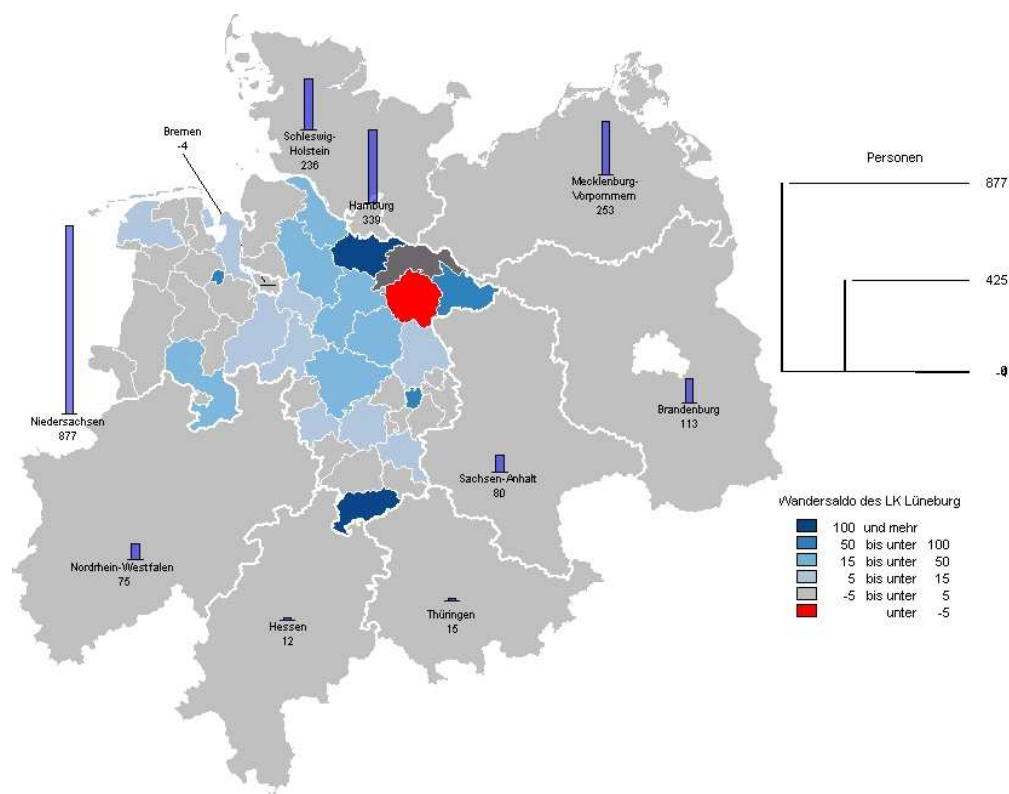 Bremen
-4
Schleswig-
Holstein
236
Hamburg
339
Mecklenburg-
Vorpommern
253
Personen
877
425
Niedersachsen
877
Brandenburg
113
Sachsen-Anhalt
80
Nordrhein-Westfalen
75
Hessen
12
Thüringen
15
Wandersaldo des LK Lüneburg
100 und mehr
50 bis unter 100
15 bis unter 50
5 bis unter 15
-5 bis unter 5
unter -5